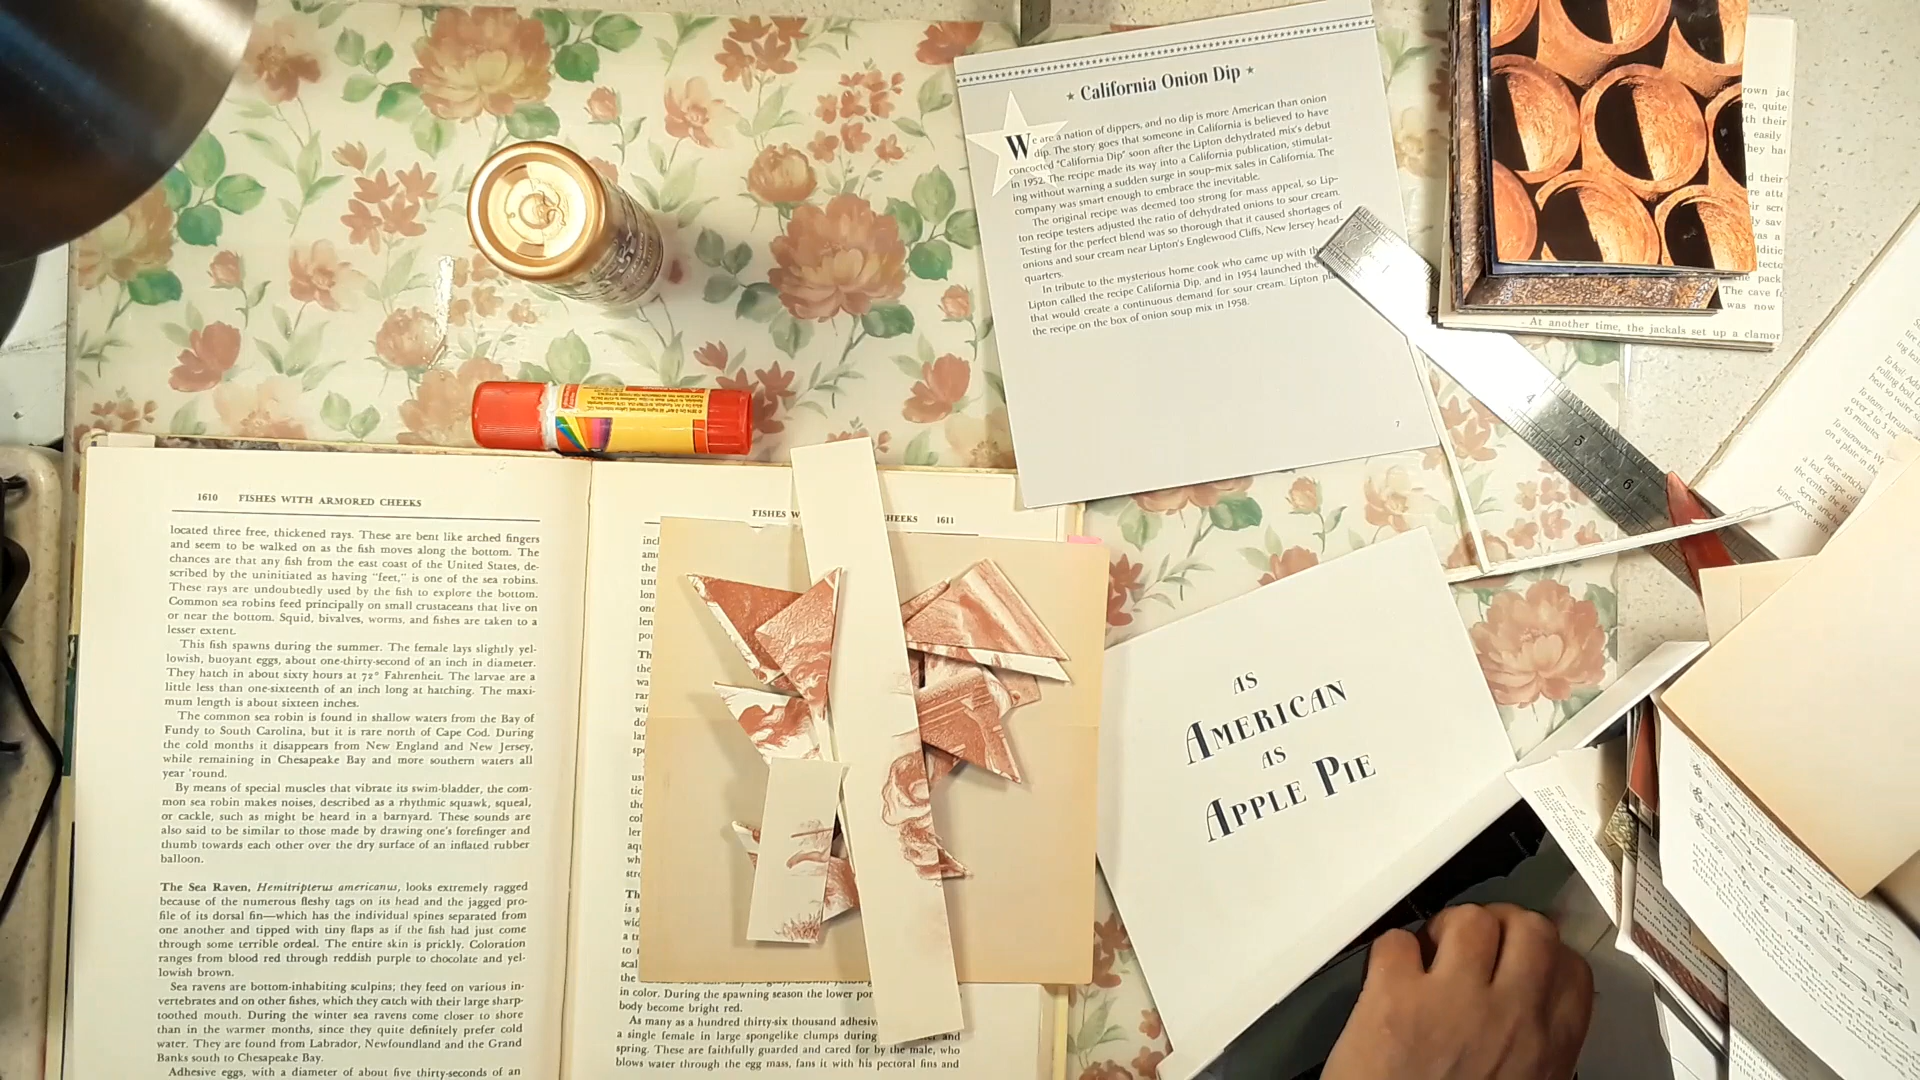 ★ California Onion Dip ★
We are a nation of dippers, and no dip is more American than onion
dip. The story goes that someone in California is believed to have
concocted "California Dip" soon after the Lipton dehydrated mix's debut
in 1952. The recipe made its way into a California publication, stimulat-
ing without warning a sudden surge in soup-mix sales in California. The
company was smart enough to embrace the inevitable.
The original recipe was deemed too strong for mass appeal, so Lip-
ton recipe testers adjusted the ratio of dehydrated onions to sour cream.
Testing for the perfect blend was so thorough that it caused shortages of
onions and sour cream near Lipton's Englewood Cliffs, New Jersey head-
quarters.
In tribute to the mysterious home cook who came up with the
Lipton called the recipe California Dip, and in 1954 launched the
that would create a continuous demand for sour cream. Lipton
the recipe on the box of onion soup mix in 1958.
7
At another time, the jackals set up a clamor
1610 FISHES WITH ARMORED CHEEKS
located three free, thickened rays. These are bent like arched fingers
and seem to be walked on as the fish moves along the bottom. The
chances are that any fish from the east coast of the United States, de-
scribed by the uninitiated as having "feet," is one of the sea robins.
These rays are undoubtedly used by the fish to explore the bottom.
Common sea robins feed principally on small crustaceans that live on
or near the bottom. Squid, bivalves, worms, and fishes are taken to a
lesser extent.
This fish spawns during the summer. The female lays slightly yel-
lowish, buoyant eggs, about one-thirty-second of an inch in diameter.
They hatch in about sixty hours at 72° Fahrenheit. The larvae are a
little less than one-sixteenth of an inch long at hatching. The maxi-
mum length is about sixteen inches.
The common sea robin is found in shallow waters from the Bay of
Fundy to South Carolina, but it is rare north of Cape Cod. During
the cold months it disappears from New England and New Jersey,
while remaining in Chesapeake Bay and more southern waters all
year 'round.
By means of special muscles that vibrate its swim-bladder, the com-
mon sea robin makes noises, described as a rhythmic squawk, squeal,
or cackle, such as might be heard in a barnyard. These sounds are
also said to be similar to those made by drawing one's forefinger and
thumb towards each other over the dry surface of an inflated rubber
balloon.
The Sea Raven, Hemitripterus americanus, looks extremely ragged
because of the numerous fleshy tags on its head and the jagged pro-
file of its dorsal fin—which has the individual spines separated from
one another and tipped with tiny flaps as if the fish had just come
through some terrible ordeal. The entire skin is prickly. Coloration
ranges from blood red through reddish purple to chocolate and yel-
lowish brown.
Sea ravens are bottom-inhabiting sculpins; they feed on various in-
vertebrates and on other fishes, which they catch with their large sharp-
toothed mouth. During the winter sea ravens come closer to shore
than in the warmer months, since they quite definitely prefer cold
water. They are found from Labrador, Newfoundland and the Grand
Banks south to Chesapeake Bay.
Adhesive eggs, with a diameter of about five thirty-seconds of an
FISHES W CHEEKS 1611
in color. During the spawning season the lower
body become bright red.
As many as a hundred thirty-six thousand
a single female in large spongelike clumps during and
spring. These are faithfully guarded and cared for by the male, who
blows water through the egg mass, fans it with his pectoral fins and
AS
AMERICAN
AS
APPLE PIE
4
5
6